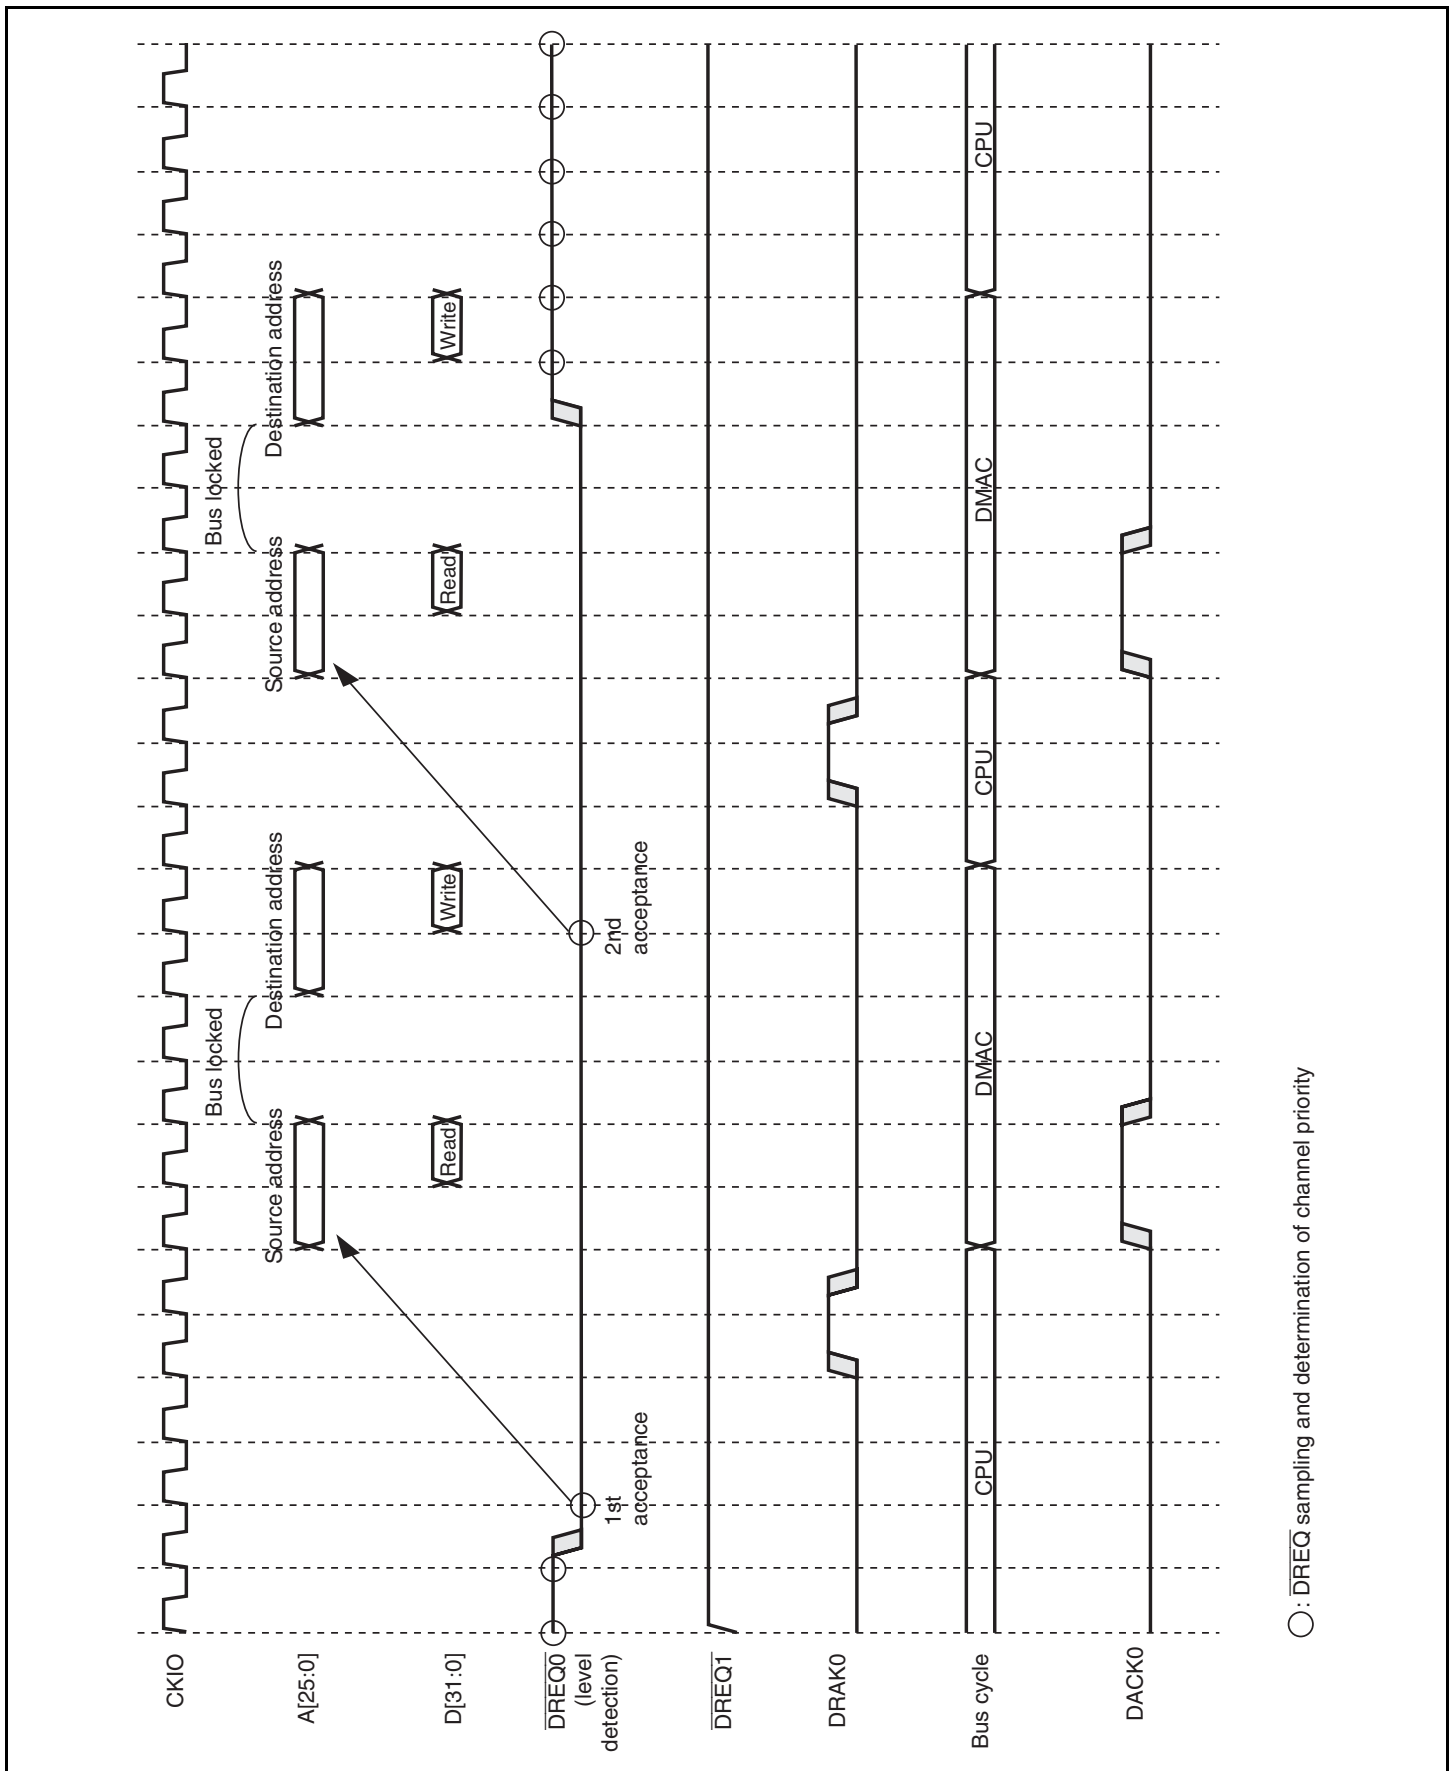 CKIO
Bus locked
Bus locked
Source address
Destination address
Source address
Destination address
A[25:0]
D[31:0]
Read
Write
Read
Write
DREQ0
(level
detection)
1st
acceptance
2nd
acceptance
DREQ1
DRAK0
Bus cycle
CPU
DMAC
CPU
DMAC
CPU
DACK0
: DREQ sampling and determination of channel priority